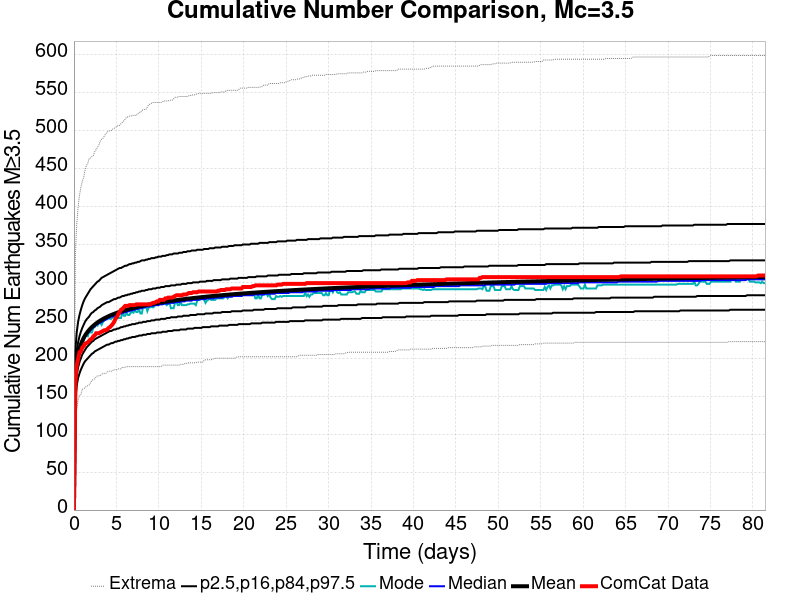 Cumulative Number Comparison, Mc=3.5
Cumulative Num Earthquakes M≥3.5
600
550
500
450
400
350
300
250
200
150
100
50
0
0 5 10 15 20 25 30 35 40 45 50 55 60 65 70 75 80
Time (days)
Extrema p2.5,p16,p84,p97.5 Mode Median Mean ComCat Data